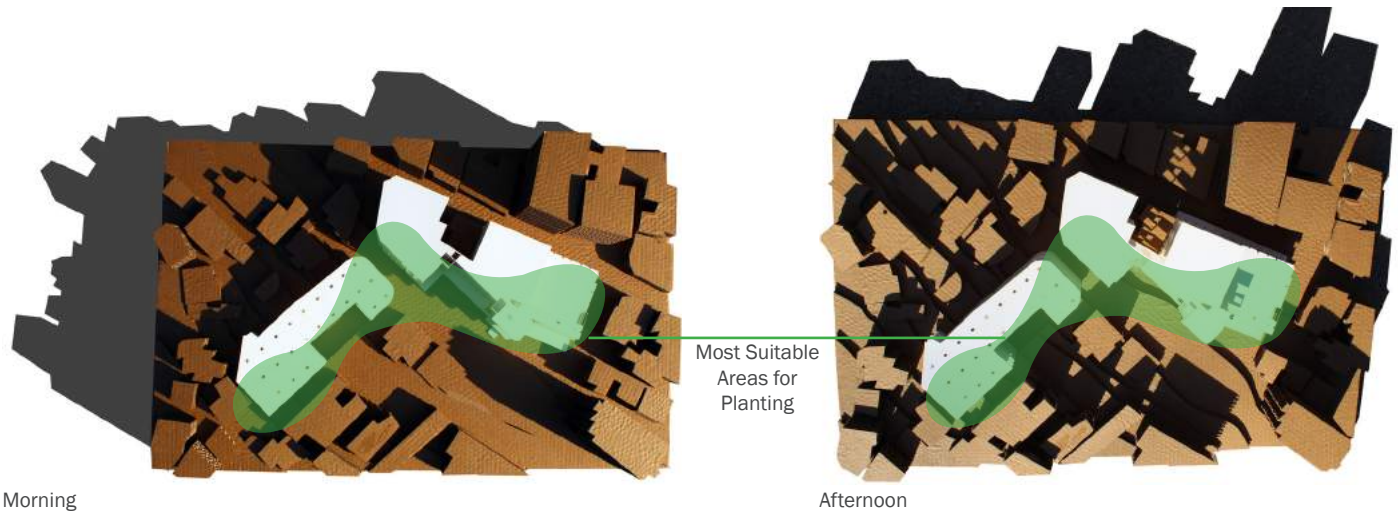 Most Suitable
Areas for
Planting
Morning
Afternoon